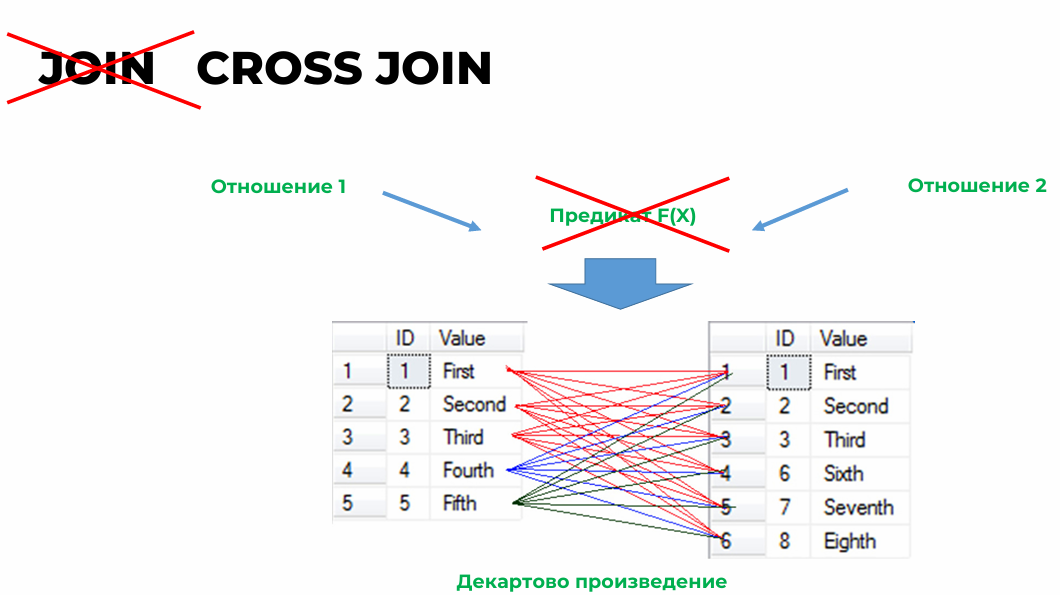 JOIN CROSS JOIN
Отношение 1
Предикат F(X)
Отношение 2
ID Value
1 1 First
2 2 Second
3 3 Third
4 4 Fourth
5 5 Fifth
ID Value
1 1 First
2 2 Second
3 3 Third
4 6 Sixth
5 7 Seventh
6 8 Eighth
Декартово произведение